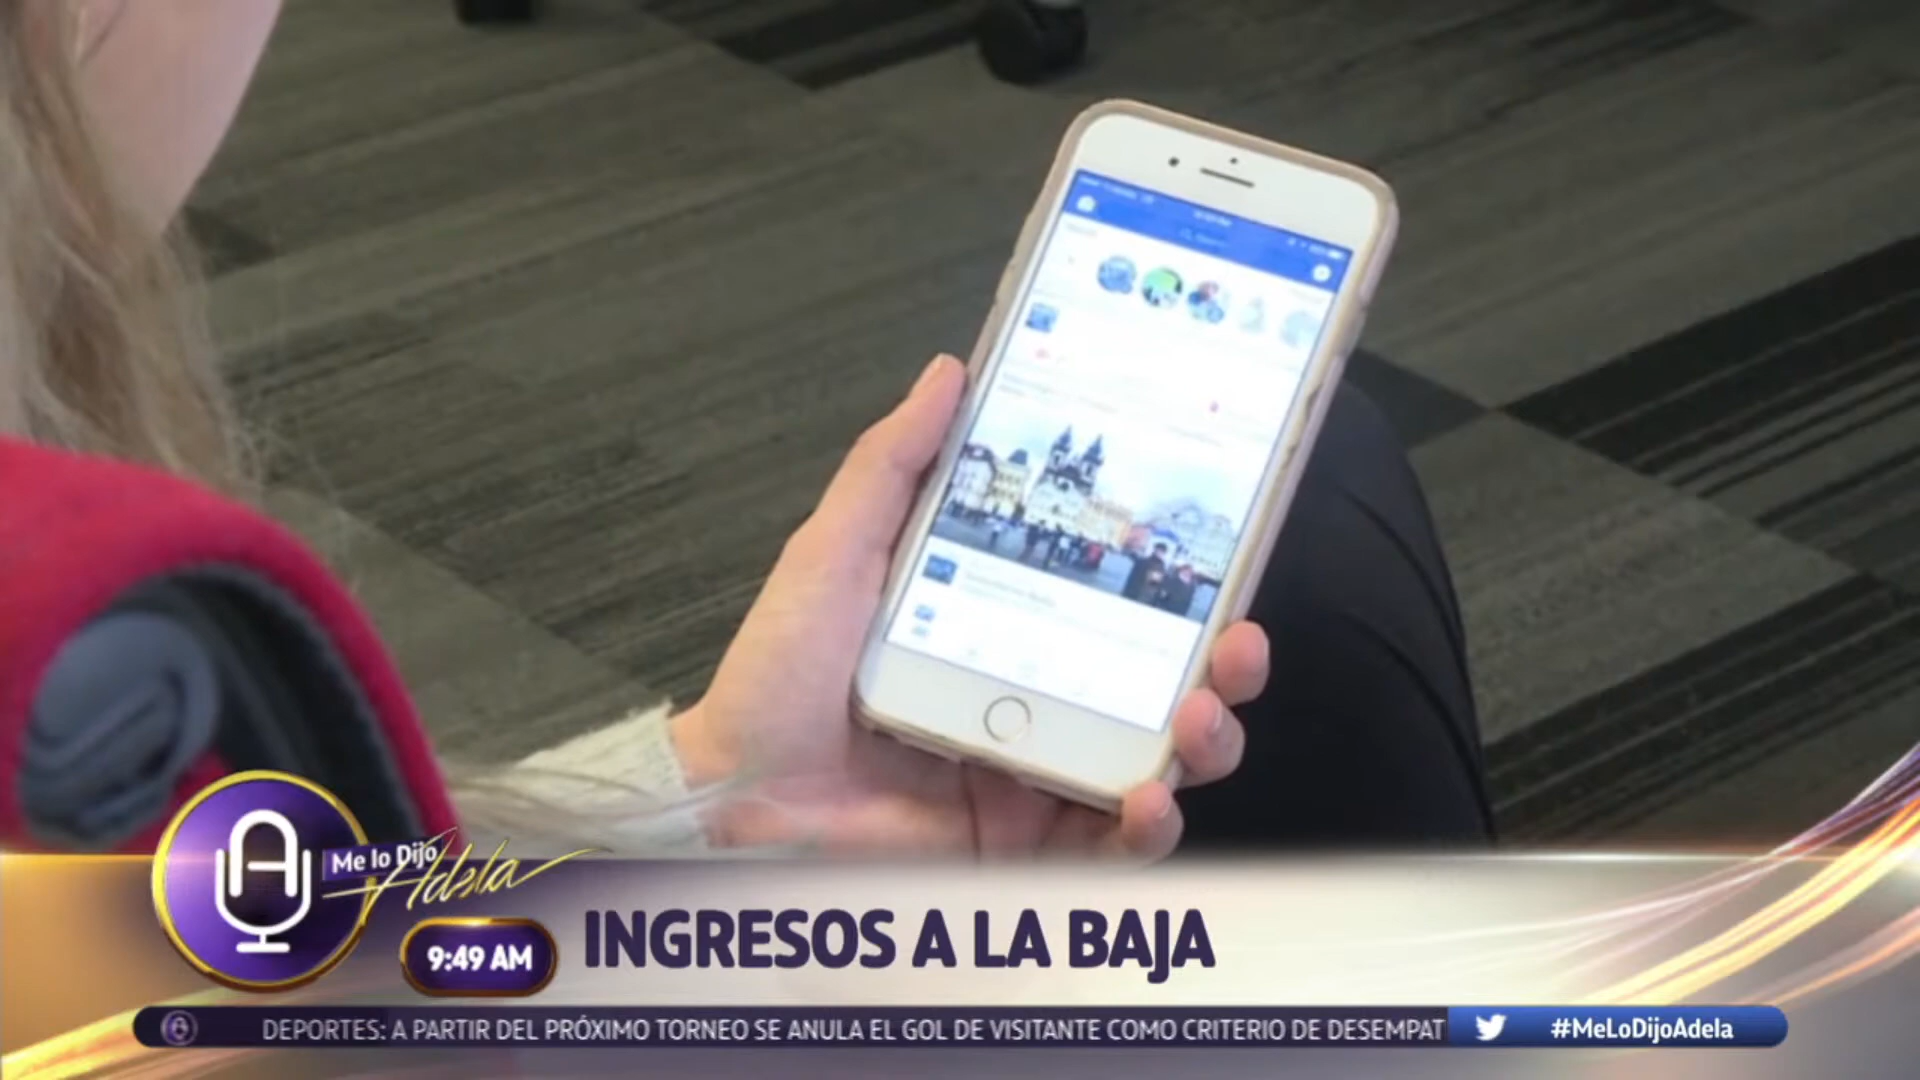 Me lo Dijo
Adela
9:49 AM
INGRESOS A LA BAJA
DEPORTES: A PARTIR DEL PRÓXIMO TORNEO SE ANULA EL GOL DE VISITANTE COMO CRITERIO DE DESEMPAT
#MeLoDijoAdela